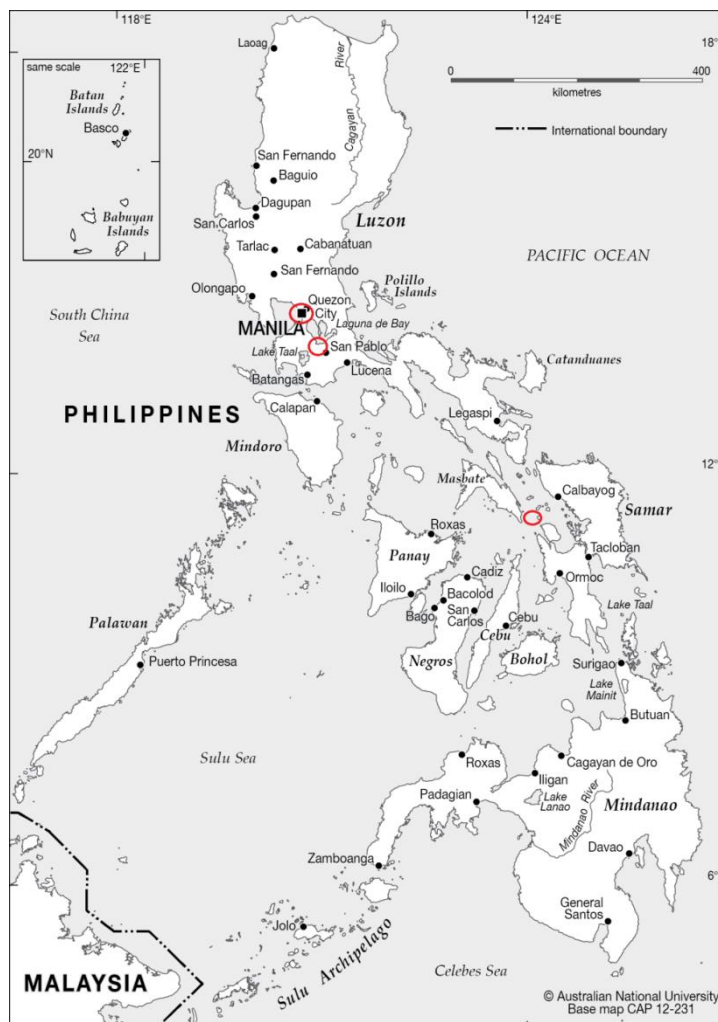 118°E
124°E
18°
same scale
122°E
Batan
Islands
Basco
20°N
Babuyan
Islands
Laoag
River
Cagayan
0
400
kilometres
International boundary
San Fernando
Baguio
Dagupan
San Carlos
Luzon
Tarlac
Cabanatuan
PACIFIC OCEAN
San Fernando
Polillo
Islands
Olongapo
Quezon
City
South China
Sea
MANILA
Laguna de Bay
Lake Taal
San Pablo
Catanduanes
Lucena
Batangas
PHILIPPINES
Calapan
Legaspi
Mindoro
12°
Masbate
Calbayog
Samar
Roxas
Panay
Tacloban
Cadiz
Ormoc
Iloilo
Bacolod
Bago
San
Carlos
Cebu
Lake Taal
Palawan
Cebu
Negros
Bohol
Surigao
Puerto Princesa
Lake
Mainit
Butuan
Sulu Sea
Roxas
Cagayan de Oro
Iligan
Padagian
Lake
Lanao
Mindanao River
Mindanao
Davao
Zamboanga
6°
General
Santos
Jolo
Sulu Archipelago
MALAYSIA
Celebes Sea
© Australian National University
Base map CAP 12-231